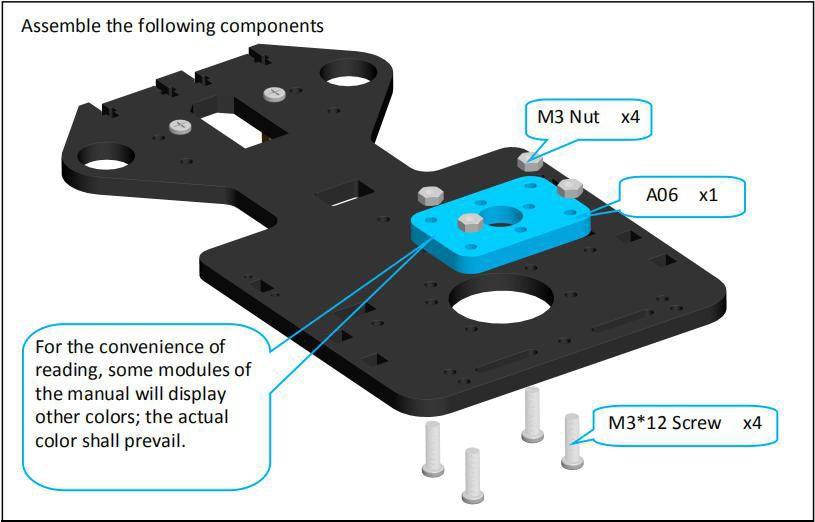 Assemble the following components
M3 Nut x4
A06 x1
For the convenience of
reading, some modules of
the manual will display
other colors; the actual
color shall prevail.
M3*12 Screw x4